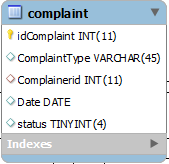 complaint
idComplaint INT(11)
ComplaintType VARCHAR(45)
Complainerid INT(11)
Date DATE
status TINYINT(4)
Indexes